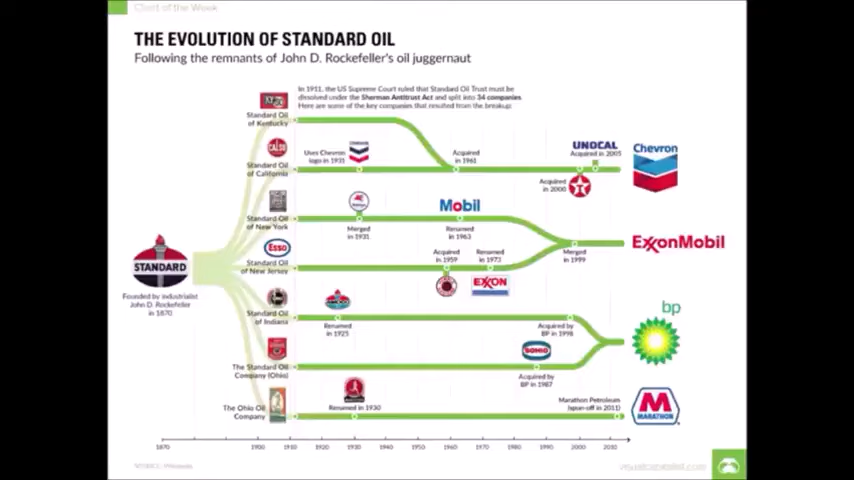 Chart of the Week
THE EVOLUTION OF STANDARD OIL
Following the remnants of John D. Rockefeller's oil juggernaut
In 1911, the US Supreme Court ruled that Standard Oil Trust must be
dissolved under the Sherman Antitrust Act and split into 34 companies.
Here are some of the key companies that resulted from the breakup:
Standard Oil
of Kentucky
CALSO
Standard Oil
of California
Uses Chevron
logo in 1931
Acquired
in 1961
UNOCAL
Acquired in 2005
Acquired
in 2000
Chevron
Standard Oil
of New York
Merged
in 1931
Mobil
Renamed
in 1963
Esso
Standard Oil
of New Jersey
Acquired
in 1959
Renamed
in 1973
EXXON
Merged
in 1999
ExxonMobil
STANDARD
Founded by industrialist
John D. Rockefeller
in 1870
Standard Oil
of Indiana
Renamed
in 1925
Acquired by
BP in 1998
bp
The Standard Oil
Company (Ohio)
SOHIO
Acquired by
BP in 1987
The Ohio Oil
Company
Renamed in 1930
Marathon Petroleum
(spun-off in 2011)
MARATHON
1870
1900
1910
1920
1930
1940
1950
1960
1970
1980
1990
2000
2010
SOURCE: Wikipedia
visualcapitalist.com